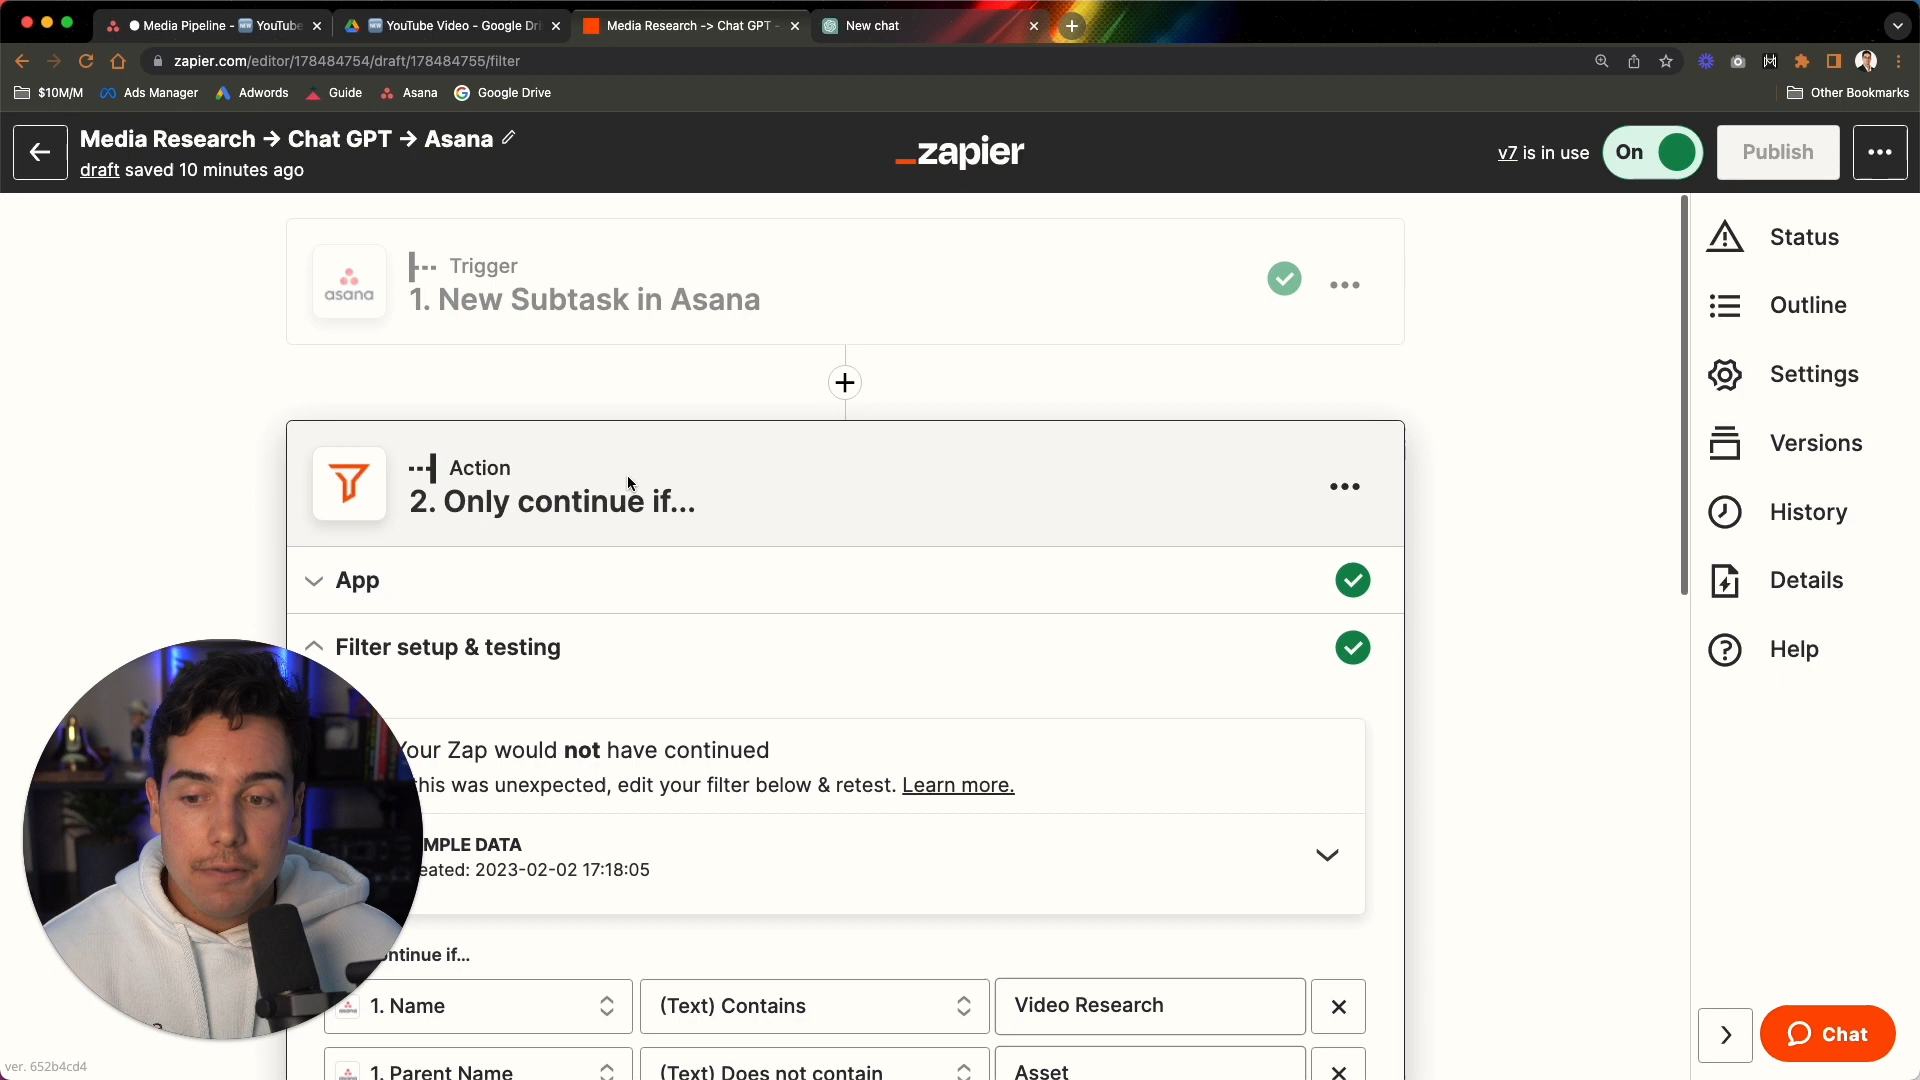 Media Pipeline - NEW YouTube
NEW YouTube Video - Google Dri
Media Research -> Chat GPT -
New chat
zapier.com/editor/178484754/draft/178484755/filter
$10M/M
Ads Manager
Adwords
Guide
Asana
Google Drive
Other Bookmarks
Media Research → Chat GPT → Asana
draft saved 10 minutes ago
_zapier
v7 is in use
On
Publish
asana
Trigger
1. New Subtask in Asana
Action
2. Only continue if...
App
Filter setup & testing
Your Zap would not have continued
this was unexpected, edit your filter below & retest. Learn more.
MPLE DATA
eated: 2023-02-02 17:18:05
ontinue if...
1. Name
(Text) Contains
Video Research
1. Parent Name
(Text) Does not contain
Asset
Status
Outline
Settings
Versions
History
Details
Help
Chat
ver. 652b4cd4